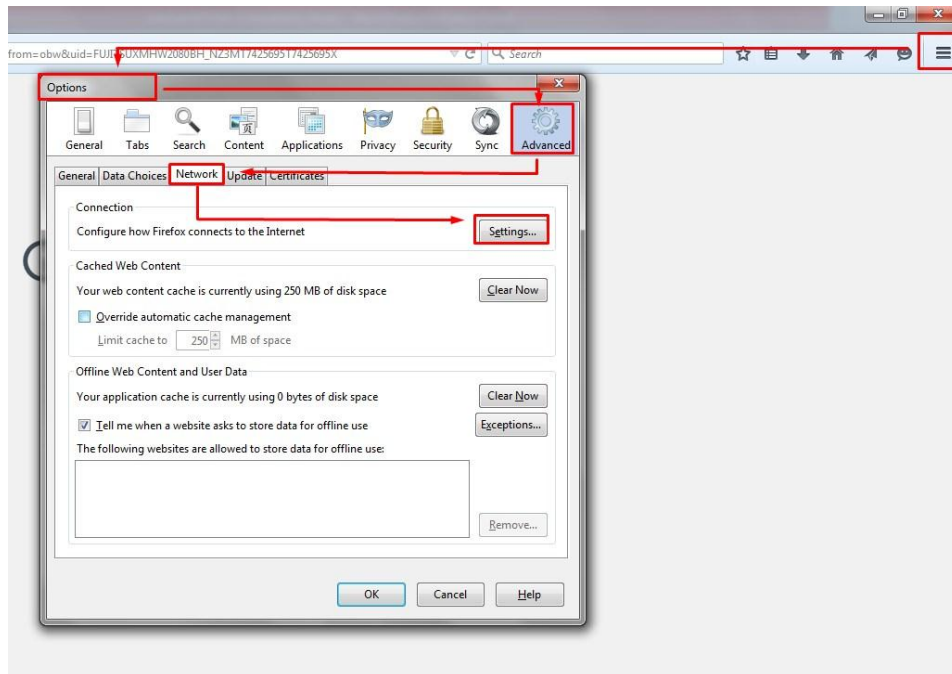 from=obw&uid=FUJITSUXMHW2080BH_NZ3MT7425695T7425695X
Search
Options
General Tabs Search Content Applications Privacy Security Sync Advanced
General Data Choices Network Update Certificates
Connection
Configure how Firefox connects to the Internet
Settings...
Cached Web Content
Your web content cache is currently using 250 MB of disk space
Clear Now
Override automatic cache management
Limit cache to 250 MB of space
Offline Web Content and User Data
Your application cache is currently using 0 bytes of disk space
Clear Now
Tell me when a website asks to store data for offline use
Exceptions...
The following websites are allowed to store data for offline use:
Remove...
OK Cancel Help